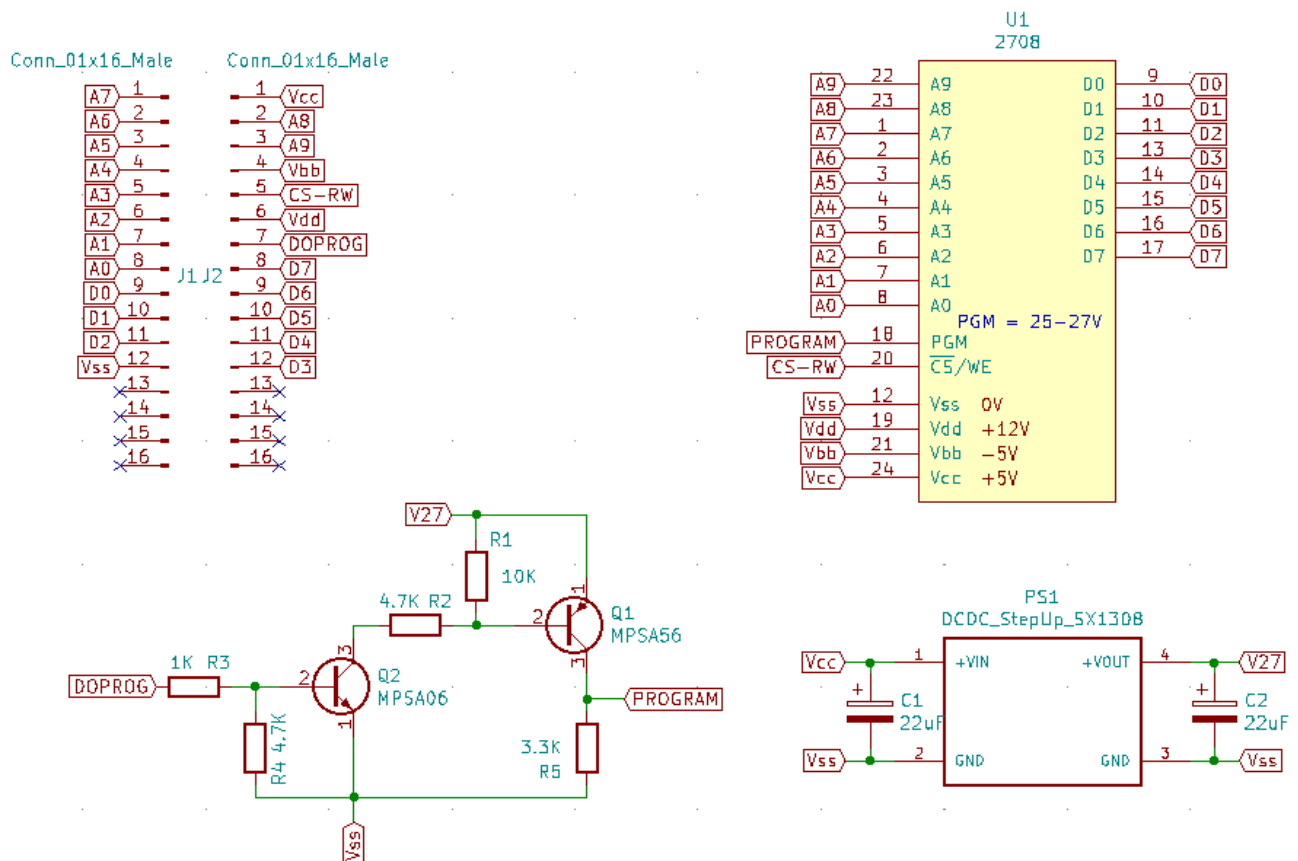 Conn_01x16_Male Conn_01x16_Male
A7 1 1 Vcc
A6 2 2 A8
A5 3 3 A9
A4 4 4 Vbb
A3 5 5 CS-RW
A2 6 6 Vdd
A1 7 7 DOPROG
A0 8 8 D7
J1 J2
D0 9 9 D6
D1 10 10 D5
D2 11 11 D4
Vss 12 12 D3
13 13
14 14
15 15
16 16
U1
2708
A9 22 A9 D0 9 D0
A8 23 A8 D1 10 D1
A7 1 A7 D2 11 D2
A6 2 A6 D3 13 D3
A5 3 A5 D4 14 D4
A4 4 A4 D5 15 D5
A3 5 A3 D6 16 D6
A2 6 A2 D7 17 D7
A1 7 A1
A0 8 A0
PGM = 25-27V
PROGRAM 18 PGM
CS-RW 20 CS/WE
Vss 12 Vss 0V
Vdd 19 Vdd +12V
Vbb 21 Vbb -5V
Vcc 24 Vcc +5V
V27
R1
10K
4.7K R2
2 1 3
Q1
MPSA56
1K R3
DOPROG
2 3 1
Q2
MPSA06
PROGRAM
R4 4.7K
3.3K
R5
Vss
PS1
DCDC_StepUp_5X1308
Vcc 1 +VIN +VOUT 4 V27
+ +
C1 C2
22uF 22uF
Vss 2 GND GND 3 Vss